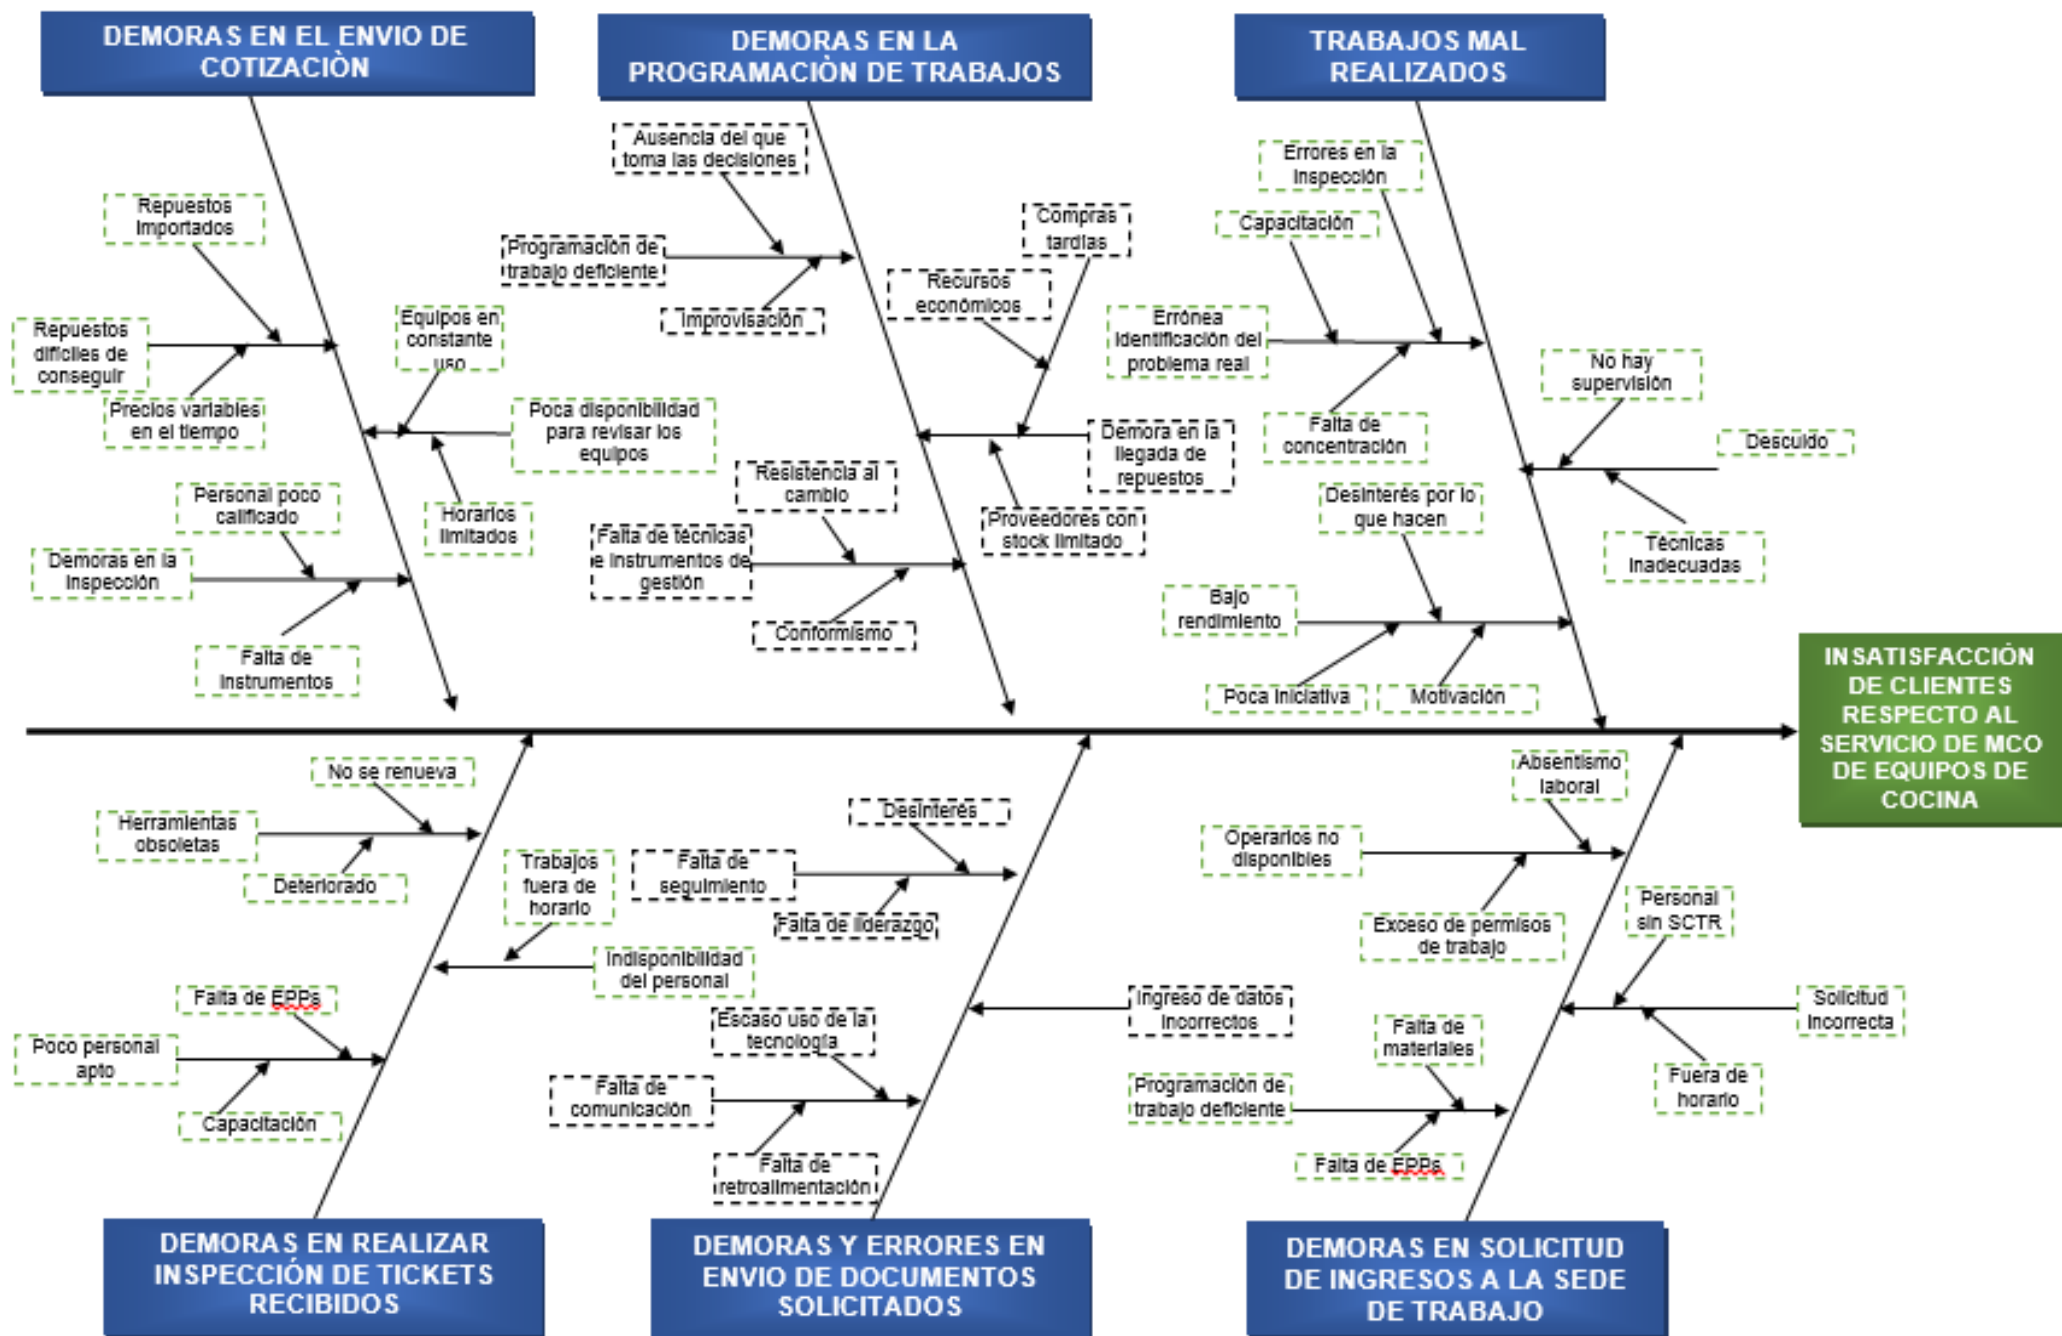 DEMORAS EN EL ENVIO DE
COTIZACIÒN
DEMORAS EN LA
PROGRAMACIÒN DE TRABAJOS
TRABAJOS MAL
REALIZADOS
Repuestos
Importados
Repuestos
difíciles de
conseguir
Precios variables
en el tiempo
Equipos en
constante
uso
Poca disponibilidad
para revisar los
equipos
Horarios
limitados
Personal poco
calificado
Demoras en la
Inspección
Falta de
Instrumentos
Ausencia del que
toma las decisiones
Programación de
trabajo deficiente
Improvisación
Compras
tardías
Recursos
económicos
Demora en la
llegada de
repuestos
Proveedores con
stock limitado
Resistencia al
cambio
Falta de técnicas
e Instrumentos de
gestión
Conformismo
Errores en la
Inspección
Capacitación
Errónea
Identificación del
problema real
Falta de
concentración
No hay
supervisión
Descuido
Técnicas
Inadecuadas
Desinterés por lo
que hacen
Bajo
rendimiento
Poca Iniciativa
Motivación
INSATISFACCIÓN
DE CLIENTES
RESPECTO AL
SERVICIO DE MCO
DE EQUIPOS DE
COCINA
No se renueva
Herramientas
obsoletas
Deteriorado
Trabajos
fuera de
horario
Indisponibilidad
del personal
Falta de EPPs
Poco personal
apto
Capacitación
Desinterés
Falta de
seguimiento
Falta de liderazgo
Ingreso de datos
Incorrectos
Escaso uso de la
tecnología
Falta de
comunicación
Falta de
retroalimentación
Absentismo
laboral
Operarios no
disponibles
Exceso de permisos
de trabajo
Personal
sin SCTR
Solicitud
Incorrecta
Fuera de
horario
Falta de
materiales
Programación de
trabajo deficiente
Falta de EPPs
DEMORAS EN REALIZAR
INSPECCIÓN DE TICKETS
RECIBIDOS
DEMORAS Y ERRORES EN
ENVIO DE DOCUMENTOS
SOLICITADOS
DEMORAS EN SOLICITUD
DE INGRESOS A LA SEDE
DE TRABAJO